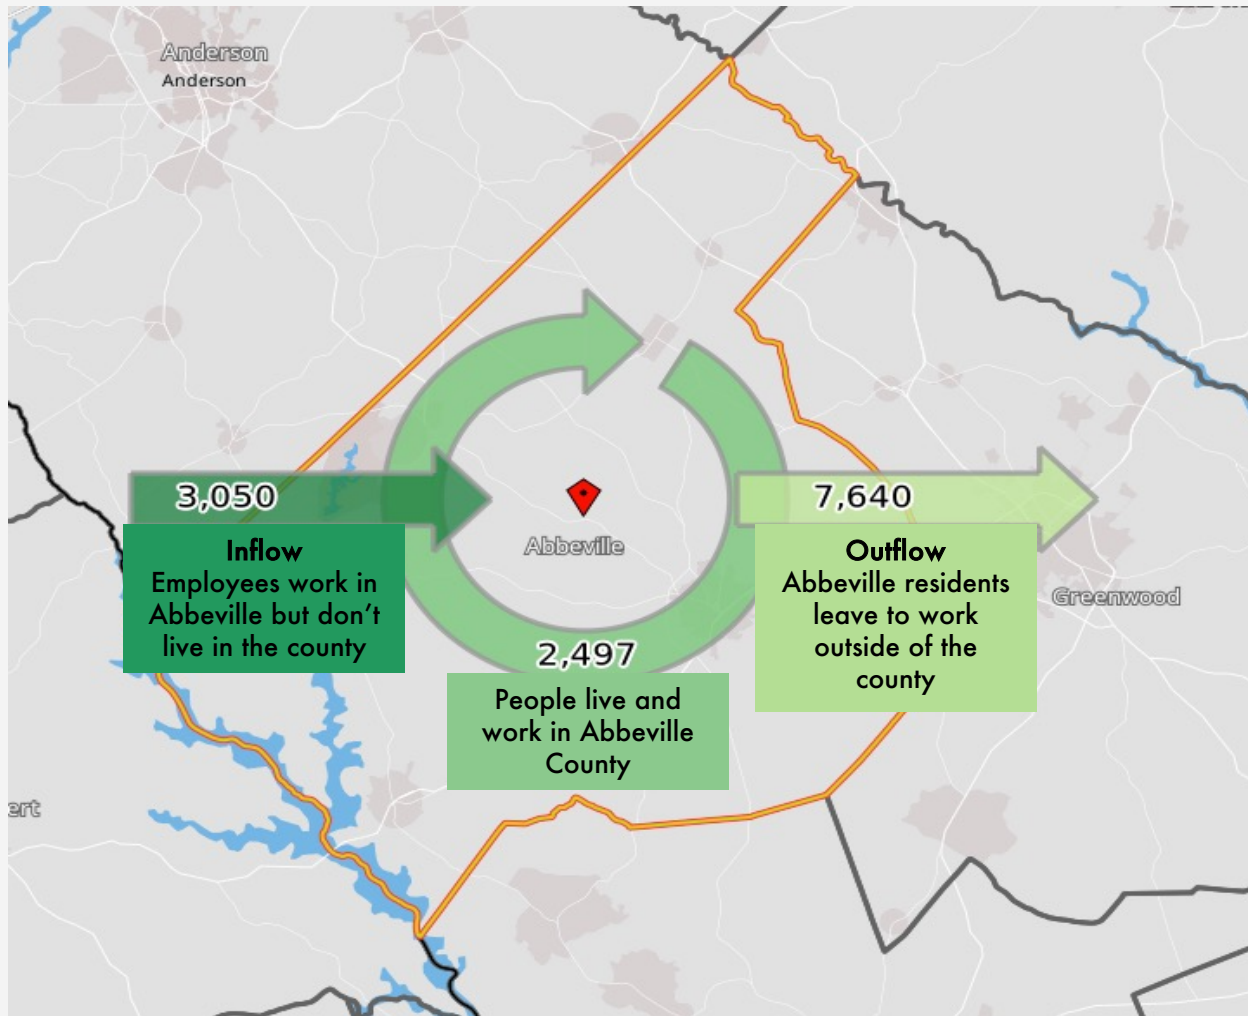 Anderson
Anderson
3,050
7,640
Inflow
Employees work in
Abbeville but don’t
live in the county
Abbeville
Outflow
Abbeville residents
leave to work
outside of the
county
Greenwood
2,497
People live and
work in Abbeville
County
ert